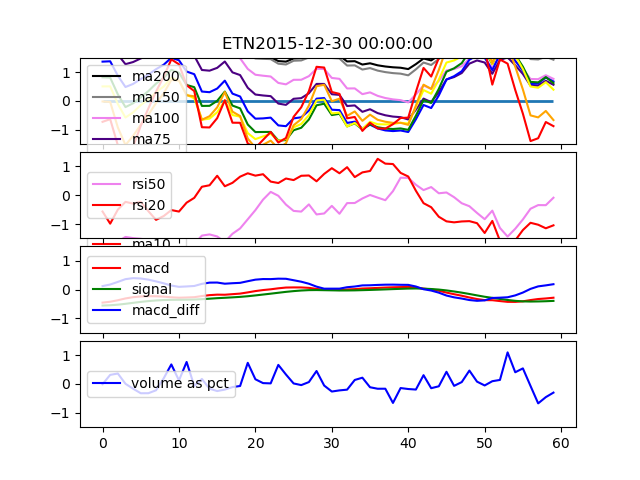 ETN2015-12-30 00:00:00
1
0
−1
ma200
ma150
ma100
ma75
1
0
−1
rsi50
rsi20
ma10
1
0
−1
macd
signal
macd_diff
1
0
−1
volume as pct
0 10 20 30 40 50 60